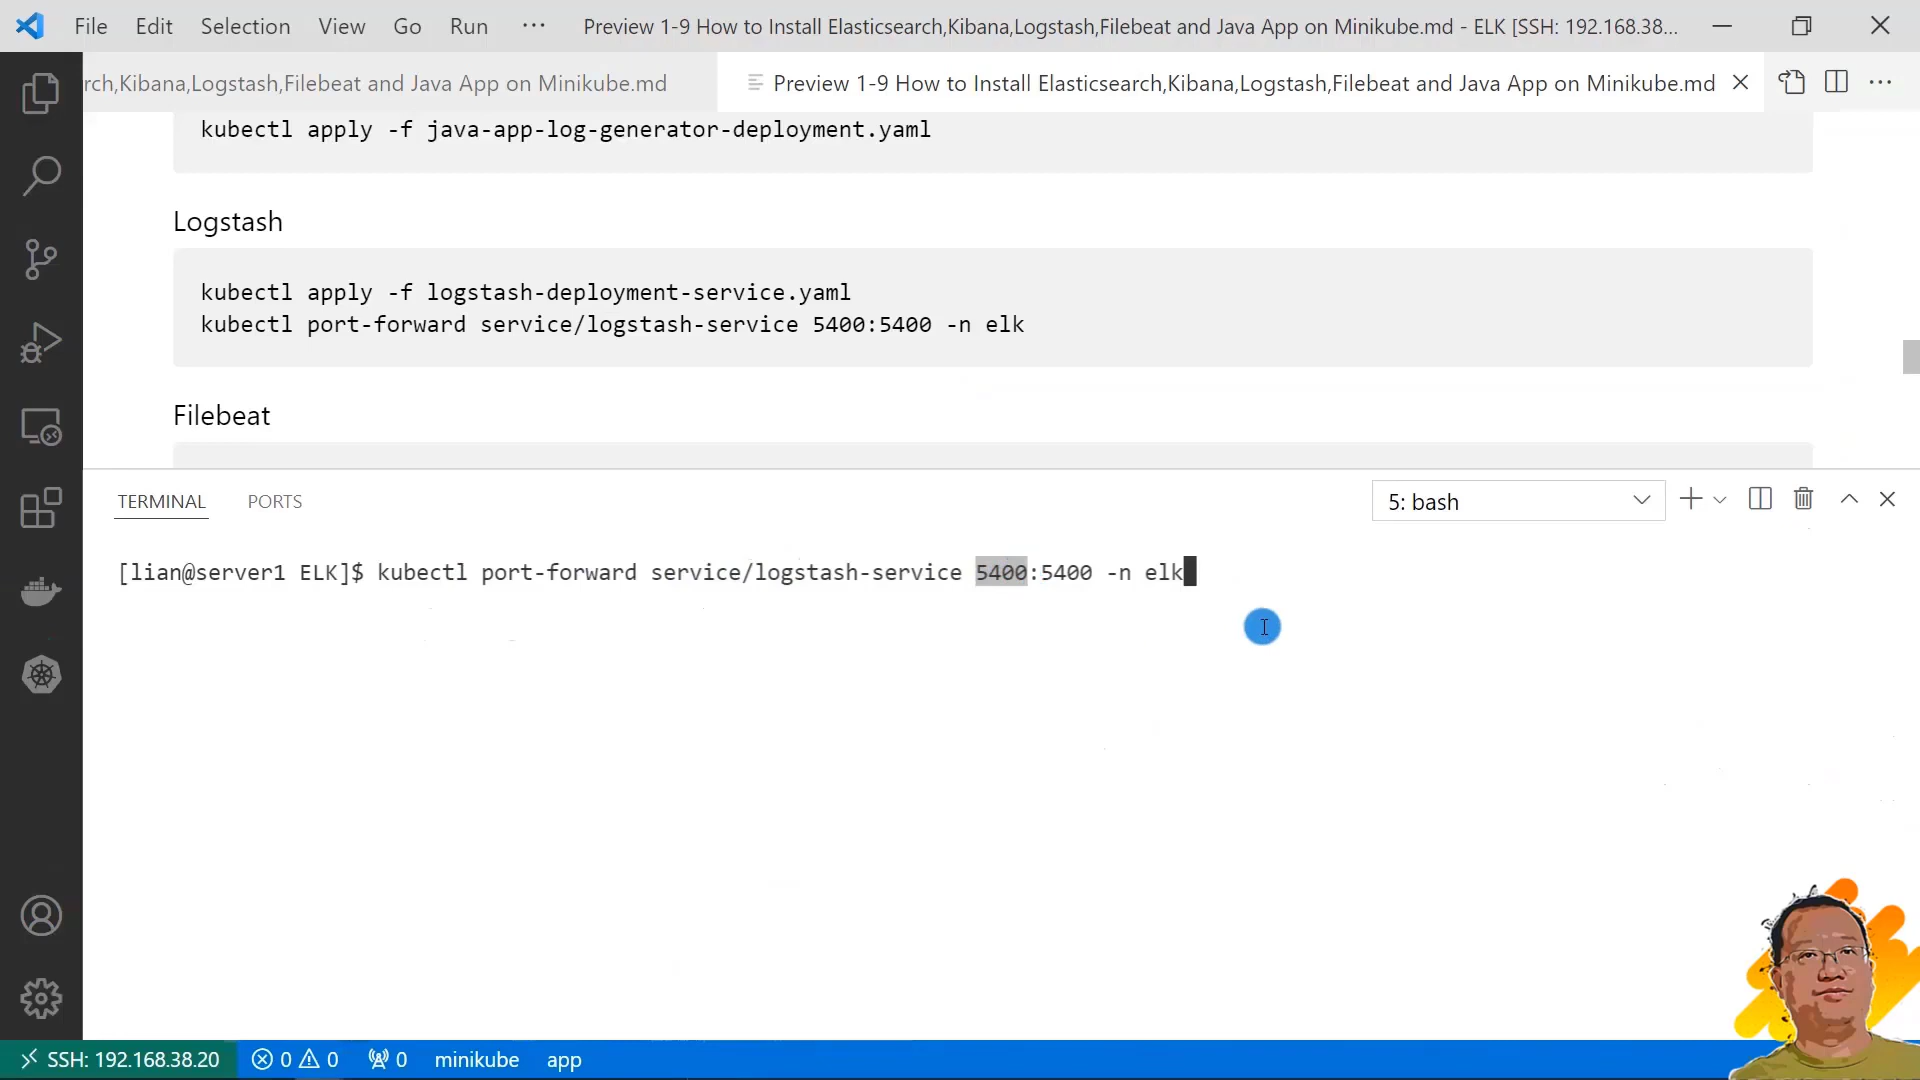 File Edit Selection View Go Run ··· Preview 1-9 How to Install Elasticsearch,Kibana,Logstash,Filebeat and Java App on Minikube.md - ELK [SSH: 192.168.38...
rch,Kibana,Logstash,Filebeat and Java App on Minikube.md Preview 1-9 How to Install Elasticsearch,Kibana,Logstash,Filebeat and Java App on Minikube.md
kubectl apply -f java-app-log-generator-deployment.yaml
Logstash
kubectl apply -f logstash-deployment-service.yaml
kubectl port-forward service/logstash-service 5400:5400 -n elk
Filebeat
TERMINAL PORTS 5: bash
[lian@server1 ELK]$ kubectl port-forward service/logstash-service 5400:5400 -n elk
SSH: 192.168.38.20 0 0 0 minikube app